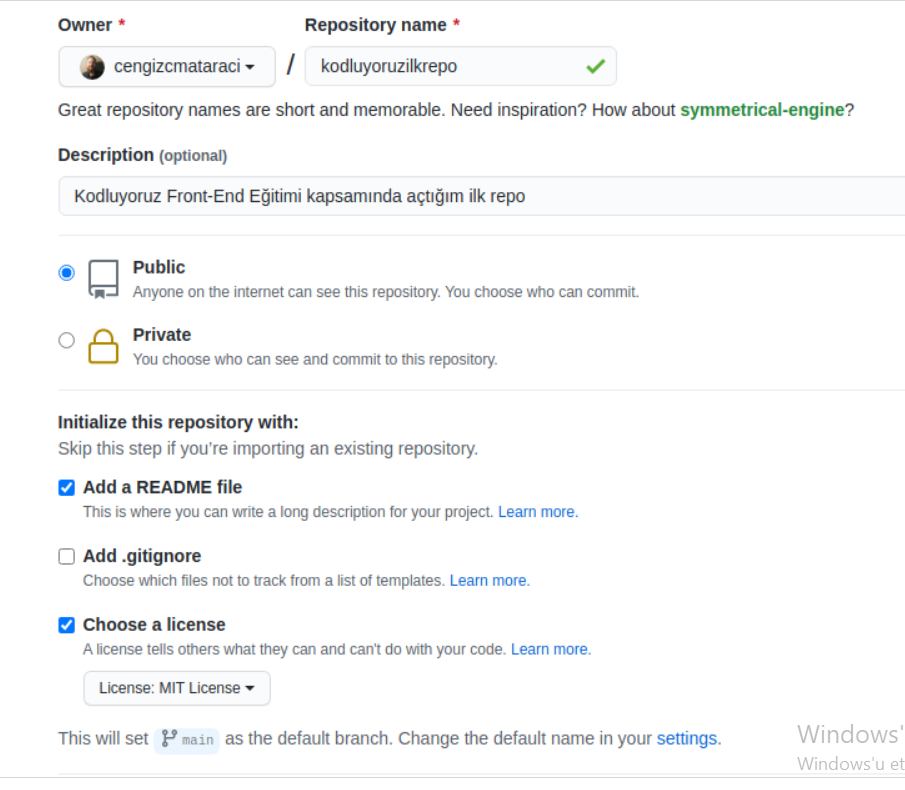 Owner * Repository name *
cengizcmataraci / kodluyoruzilkrepo
Great repository names are short and memorable. Need inspiration? How about symmetrical-engine?
Description (optional)
Kodluyoruz Front-End Eğitimi kapsamında açtığım ilk repo
Public
Anyone on the internet can see this repository. You choose who can commit.
Private
You choose who can see and commit to this repository.
Initialize this repository with:
Skip this step if you’re importing an existing repository.
Add a README file
This is where you can write a long description for your project. Learn more.
Add .gitignore
Choose which files not to track from a list of templates. Learn more.
Choose a license
A license tells others what they can and can't do with your code. Learn more.
License: MIT License
This will set main as the default branch. Change the default name in your settings.
Windows'
Windows'u et